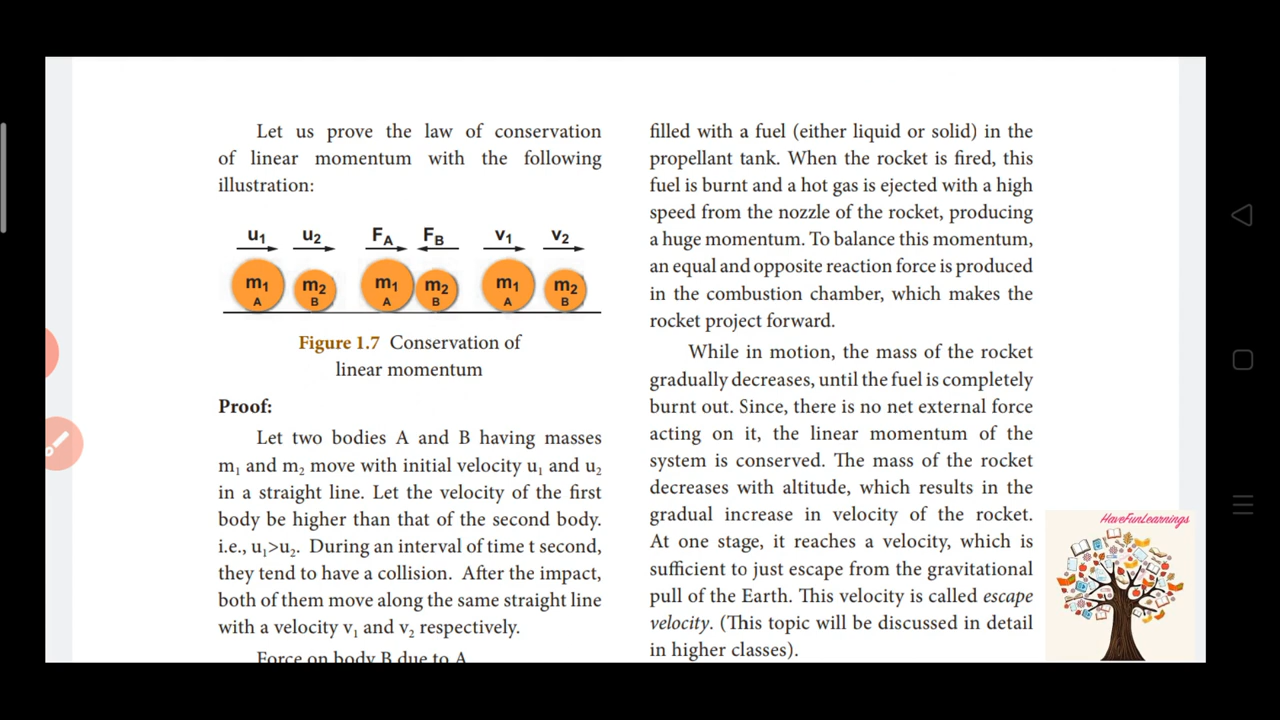 Let us prove the law of conservation
of linear momentum with the following
illustration:
u₁ u₂ FA FB v₁ v₂
m₁ m₂ m₁ m₂ m₁ m₂
A B A B A B
Figure 1.7 Conservation of
linear momentum
Proof:
Let two bodies A and B having masses
m₁ and m₂ move with initial velocity u₁ and u₂
in a straight line. Let the velocity of the first
body be higher than that of the second body.
i.e., u₁>u₂. During an interval of time t second,
they tend to have a collision. After the impact,
both of them move along the same straight line
with a velocity v₁ and v₂ respectively.
Force on body B due to A
filled with a fuel (either liquid or solid) in the
propellant tank. When the rocket is fired, this
fuel is burnt and a hot gas is ejected with a high
speed from the nozzle of the rocket, producing
a huge momentum. To balance this momentum,
an equal and opposite reaction force is produced
in the combustion chamber, which makes the
rocket project forward.
While in motion, the mass of the rocket
gradually decreases, until the fuel is completely
burnt out. Since, there is no net external force
acting on it, the linear momentum of the
system is conserved. The mass of the rocket
decreases with altitude, which results in the
gradual increase in velocity of the rocket.
At one stage, it reaches a velocity, which is
sufficient to just escape from the gravitational
pull of the Earth. This velocity is called escape
velocity. (This topic will be discussed in detail
in higher classes).
HaveFunLearnings